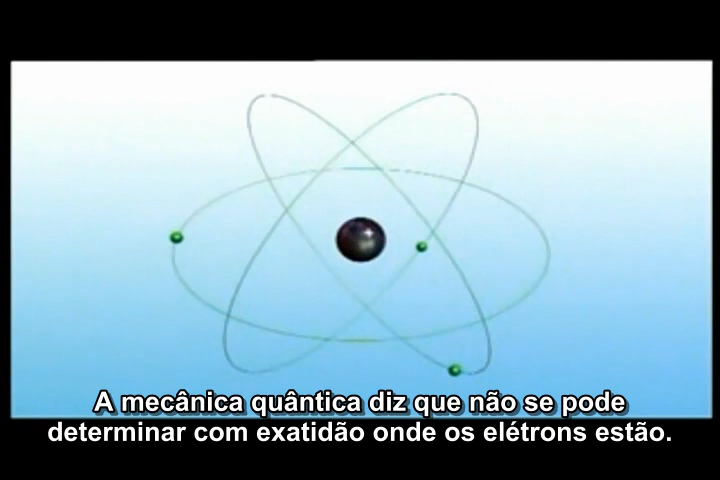 A mecânica quântica diz que não se pode
determinar com exatidão onde os elétrons estão.